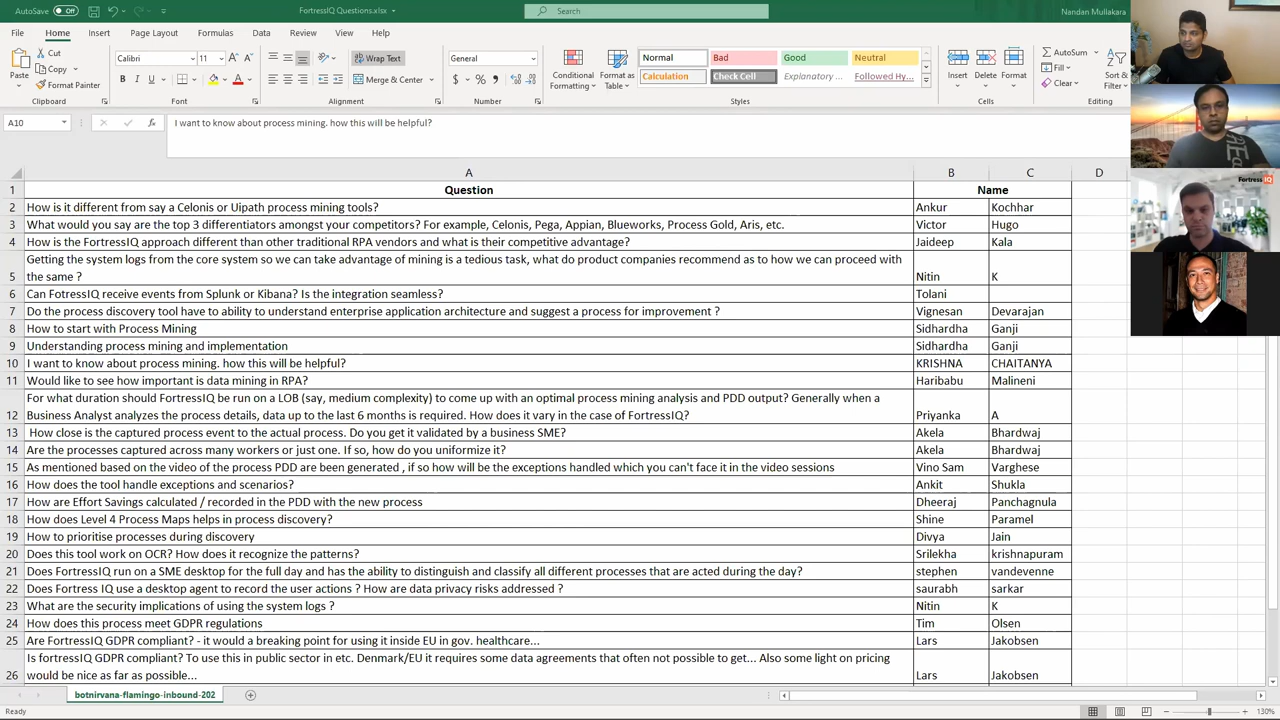 AutoSave Off
FortressIQ Questions.xlsx
Search
Nandan Mullakara
File Home Insert Page Layout Formulas Data Review View Help
Paste
Cut
Copy
Format Painter
Clipboard
Calibri 11
B I U
Font
Wrap Text
Merge & Center
Alignment
General
$ % ,
Number
Conditional Formatting
Format as Table
Normal Bad Good Neutral
Calculation Check Cell Explanatory ... Followed Hy...
Styles
Insert Delete Format
Cells
AutoSum
Fill
Clear
Sort & Filter
Editing
A10
fx
I want to know about process mining. how this will be helpful?
Fortress IQ
A B C D
1 Question Name
2 How is it different from say a Celonis or Uipath process mining tools? Ankur Kochhar
3 What would you say are the top 3 differentiators amongst your competitors? For example, Celonis, Pega, Appian, Blueworks, Process Gold, Aris, etc. Victor Hugo
4 How is the FortressIQ approach different than other traditional RPA vendors and what is their competitive advantage? Jaideep Kala
Getting the system logs from the core system so we can take advantage of mining is a tedious task, what do product companies recommend as to how we can proceed with
5 the same ? Nitin K
6 Can FotressIQ receive events from Splunk or Kibana? Is the integration seamless? Tolani
7 Do the process discovery tool have to ability to understand enterprise application architecture and suggest a process for improvement ? Vignesan Devarajan
8 How to start with Process Mining Sidhardha Ganji
9 Understanding process mining and implementation Sidhardha Ganji
10 I want to know about process mining. how this will be helpful? KRISHNA CHAITANYA
11 Would like to see how important is data mining in RPA? Haribabu Malineni
For what duration should FortressIQ be run on a LOB (say, medium complexity) to come up with an optimal process mining analysis and PDD output? Generally when a
12 Business Analyst analyzes the process details, data up to the last 6 months is required. How does it vary in the case of FortressIQ? Priyanka A
13 How close is the captured process event to the actual process. Do you get it validated by a business SME? Akela Bhardwaj
14 Are the processes captured across many workers or just one. If so, how do you uniformize it? Akela Bhardwaj
15 As mentioned based on the video of the process PDD are been generated , if so how will be the exceptions handled which you can't face it in the video sessions Vino Sam Varghese
16 How does the tool handle exceptions and scenarios? Ankit Shukla
17 How are Effort Savings calculated / recorded in the PDD with the new process Dheeraj Panchagnula
18 How does Level 4 Process Maps helps in process discovery? Shine Paramel
19 How to prioritise processes during discovery Divya Jain
20 Does this tool work on OCR? How does it recognize the patterns? Srilekha krishnapuram
21 Does FortressIQ run on a SME desktop for the full day and has the ability to distinguish and classify all different processes that are acted during the day? stephen vandevenne
22 Does Fortress IQ use a desktop agent to record the user actions ? How are data privacy risks addressed ? saurabh sarkar
23 What are the security implications of using the system logs ? Nitin K
24 How does this process meet GDPR regulations Tim Olsen
25 Are FortressIQ GDPR compliant? - it would a breaking point for using it inside EU in gov. healthcare... Lars Jakobsen
Is fortressIQ GDPR compliant? To use this in public sector in etc. Denmark/EU it requires some data agreements that often not possible to get... Also some light on pricing
26 would be nice as far as possible... Lars Jakobsen
botnirvana-flamingo-inbound-202
Ready
130%